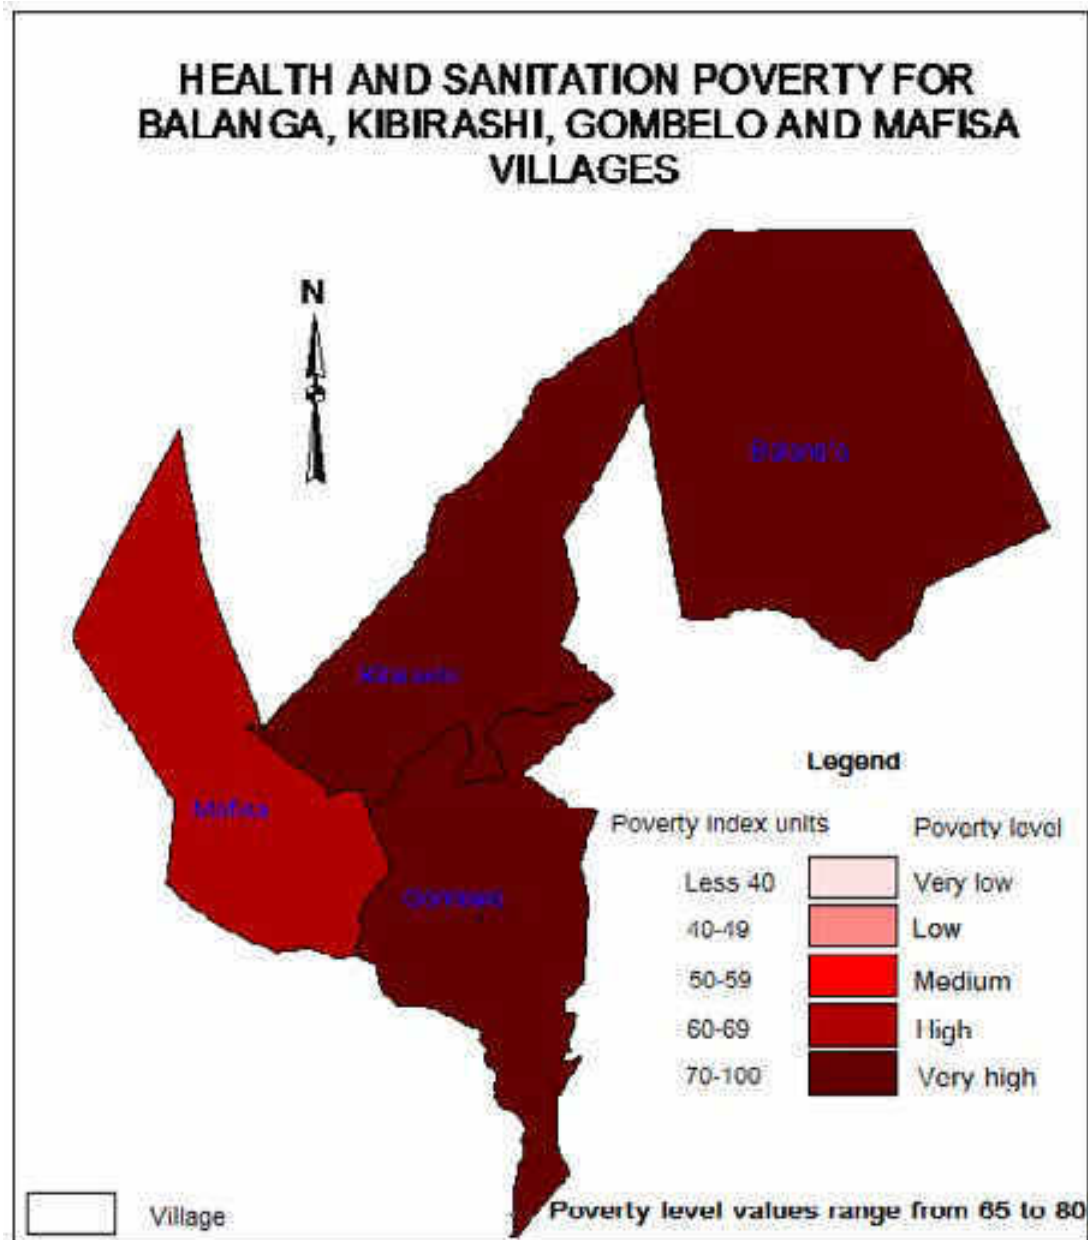 HEALTH AND SANITATION POVERTY FOR
BALANGA, KIBIRASHI, GOMBELO AND MAFISA
VILLAGES
N
Mafisa
Legend
Poverty index units Poverty level
Less 40 Very low
40-49 Low
50-59 Medium
60-69 High
70-100 Very high
Village
Poverty level values range from 65 to 80